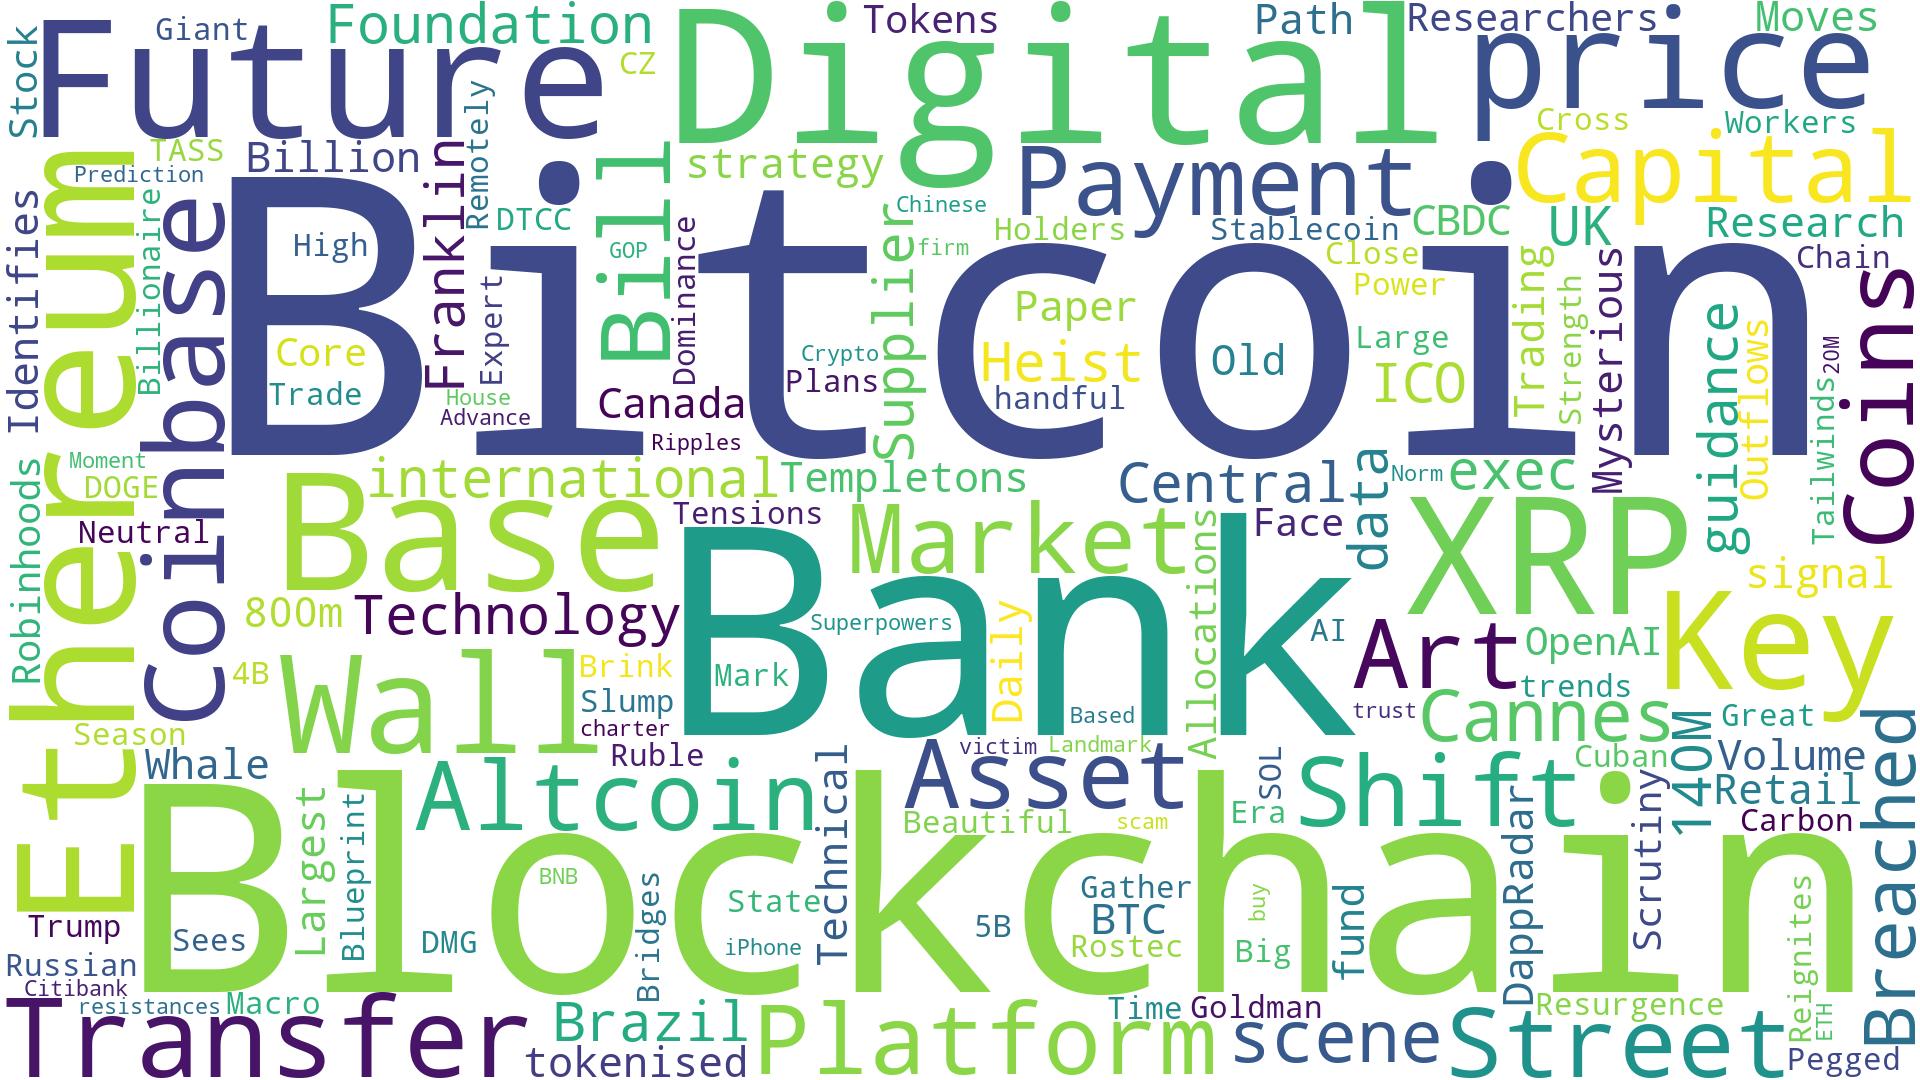 Stock
Future
Giant
Foundation
CZ
Digital
Tokens
Path
Researchers
price
Moves
TASS
Prediction
Billion
Franklin
Remotely
Bill
strategy
Payment
Cross
Workers
Capital
Identifies
Ethereum
Billionaire
Coinbase
Bitcoin
High
DTCC
GOP
Dominance
Supplier
Chinese
firm
Holders
Stablecoin
CBDC
UK
Research
Close
Power
Chain
Core
Trade
Expert
House
Advance
Canada
Ripples
Crypto
Plans
Paper
Heist
handful
Old
Large
ICO
Trading
Strength
Mysterious
guidance
Outflows
20M
Tailwinds
Coins
Robinhoods
Moment
DOGE
Neutral
Base
international
Templetons
Central
data
Norm
exec
Tensions
Market
Allocations
Face
XRP
signal
800m
Technology
Bank
Superpowers
Daily
AI
Art
OpenAI
Key
4B
Wall
Brink
Slump
charter
Mark
Based
trust
Cannes
trends
140M
Great
Season
Whale
Ruble
victim
Landmark
Cuban
Volume
Breached
Altcoin
Technical
Asset
SOL
Shift
Retail
Blockchain
Largest
Blueprint
Beautiful
scam
Era
DappRadar
Scrutiny
Carbon
Trump
Sees
DMG
BNB
Bridges
State
iPhone
5B
Gather
BTC
Rostec
buy
Big
fund
Reignites
ETH
Russian
Citibank
resistances
Macro
Transfer
Brazil
tokenised
Platform
Time
Goldman
scene
Street
Resurgence
Pegged